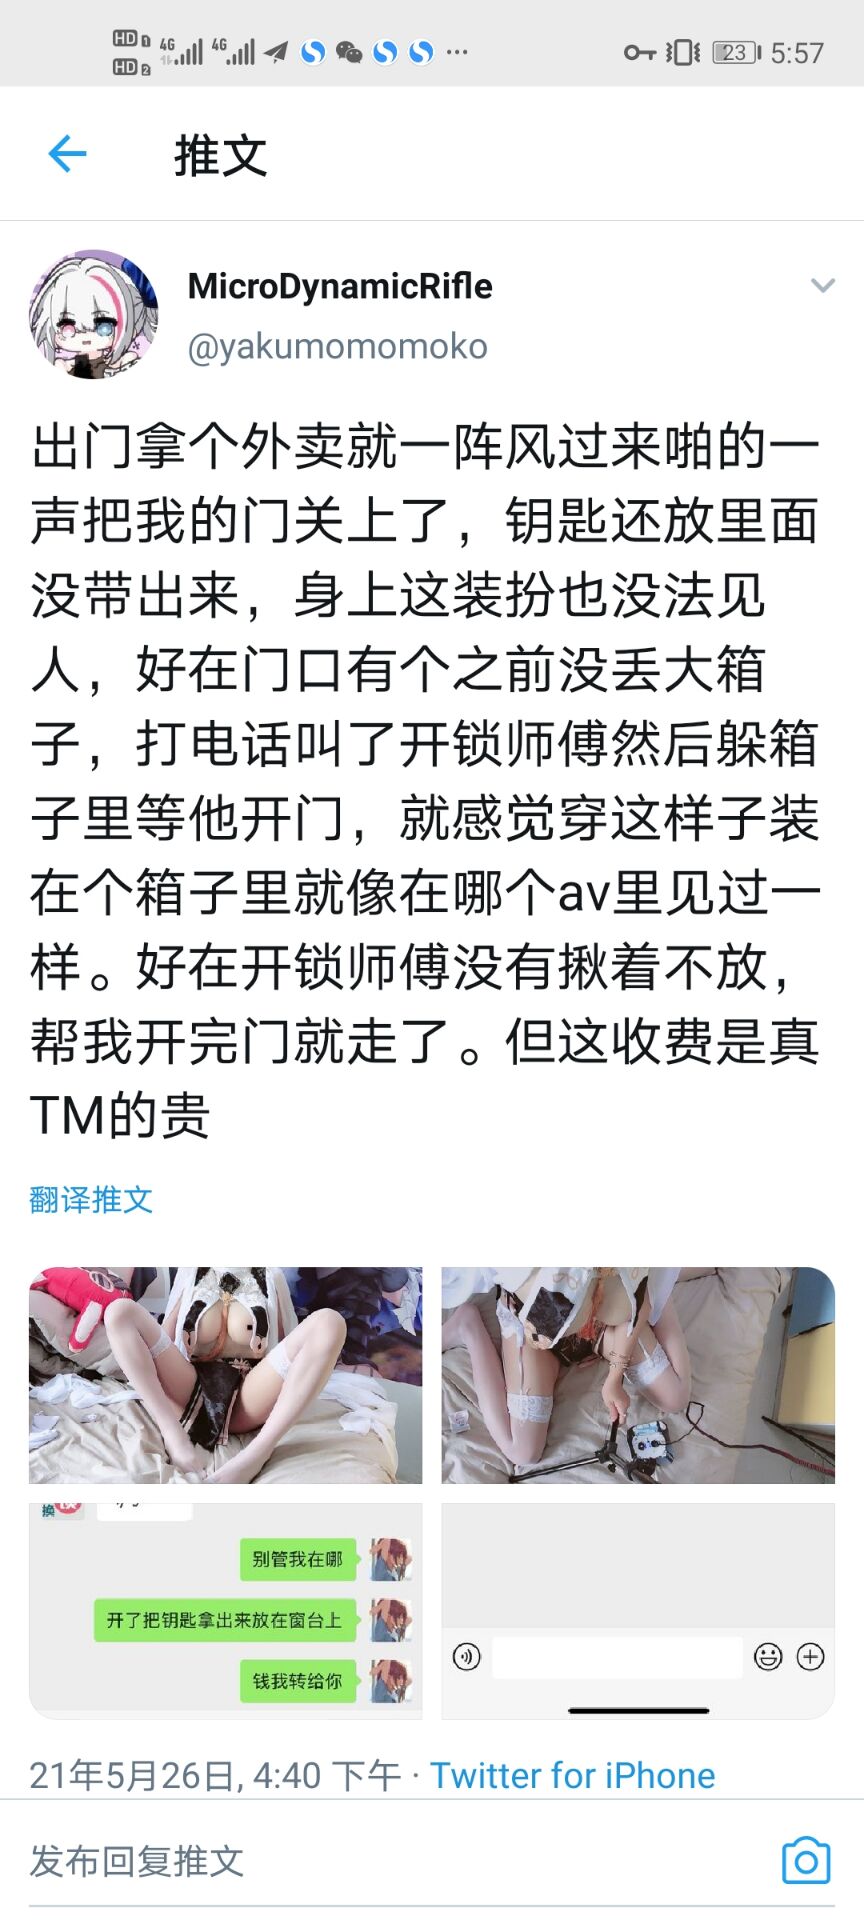 HD 1 4G 4G 23 5:57
HD 2
推文
MicroDynamicRifle
@yakumomomoko
出门拿个外卖就一阵风过来啪的一
声把我的门关上了，钥匙还放里面
没带出来，身上这装扮也没法见
人，好在门口有个之前没丢大箱
子，打电话叫了开锁师傅然后躲箱
子里等他开门，就感觉穿这样子装
在个箱子里就像在哪个av里见过一
样。好在开锁师傅没有揪着不放，
帮我开完门就走了。但这收费是真
TM的贵
翻译推文
换
别管我在哪
开了把钥匙拿出来放在窗台上
钱我转给你
21年5月26日, 4:40 下午 · Twitter for iPhone
发布回复推文